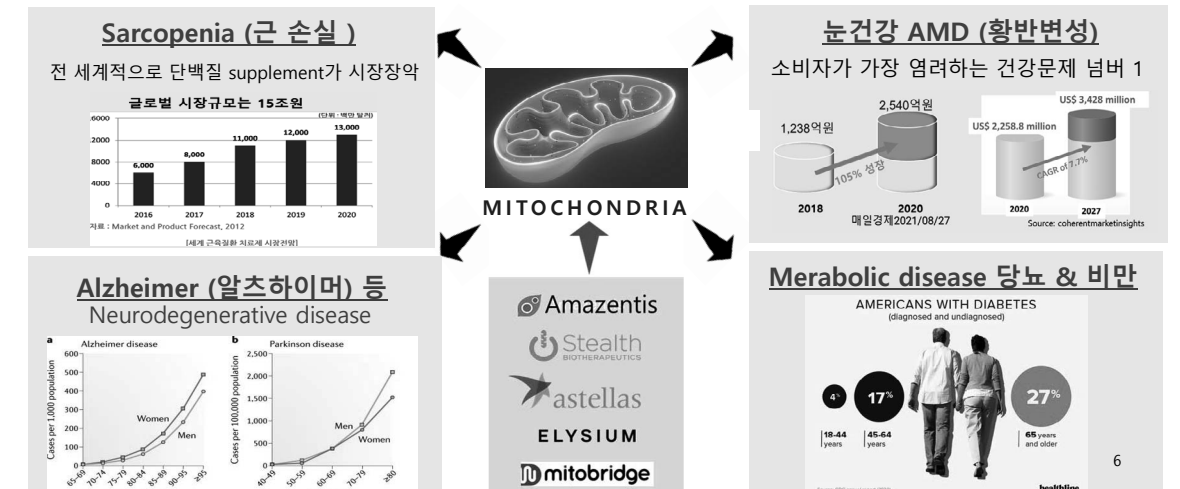 Sarcopenia (근 손실 )
전 세계적으로 단백질 supplement가 시장장악
글로벌 시장규모는 15조원
(단위 · 백만 달러)
16000
12000
8000
4000
0
6,000
8,000
11,000
12,000
13,000
2016 2017 2018 2019 2020
자료 : Market and Product Forecast, 2012
[세계 근육질환 치료제 시장전망]
눈건강 AMD (황반변성)
소비자가 가장 염려하는 건강문제 넘버 1
1,238억원
2,540억원
105% 성장
2018
2020
매일경제2021/08/27
US$ 2,258.8 million
US$ 3,428 million
CAGR of 7.7%
2020
2027
Source: coherentmarketinsights
MITOCHONDRIA
Amazentis
Stealth
BIOTHERAPEUTICS
astellas
ELYSIUM
mitobridge
Alzheimer (알츠하이머) 등
Neurodegenerative disease
a Alzheimer disease
Cases per 1,000 population
600
500
400
300
200
100
0
Women
Men
65–69 70–74 75–79 80–84 85–89 90–95 ≥95
b Parkinson disease
Cases per 100,000 population
2,500
2,000
1,500
1,000
500
0
Men
Women
40–49 50–59 60–69 70–79 ≥80
Merabolic disease 당뇨 & 비만
AMERICANS WITH DIABETES
(diagnosed and undiagnosed)
4%
17%
27%
18-44
years
45-64
years
65 years
and older
healthline
6